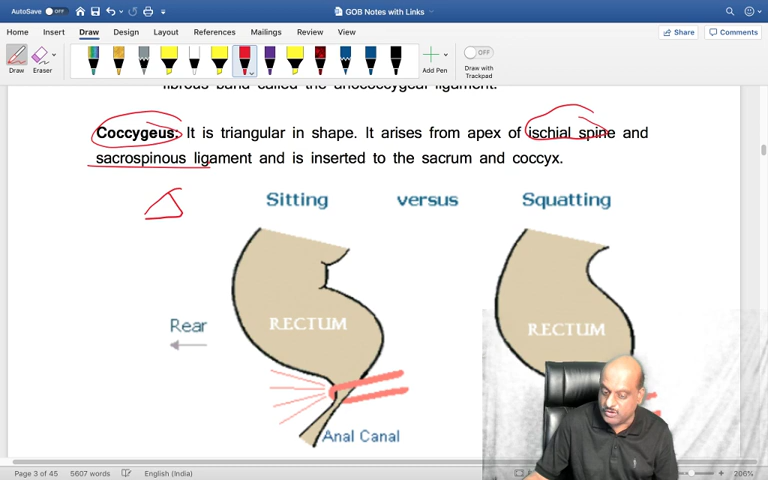 AutoSave OFF GOB Notes with Links
Home Insert Draw Design Layout References Mailings Review View Share Comments
Draw Eraser Add Pen OFF Draw with Trackpad
fibrous band called the anococcygeal ligament.
Coccygeus: It is triangular in shape. It arises from apex of ischial spine and
sacrospinous ligament and is inserted to the sacrum and coccyx.
Sitting versus Squatting
RECTUM RECTUM
Rear
Anal Canal
Page 3 of 45 5607 words English (India) 206%